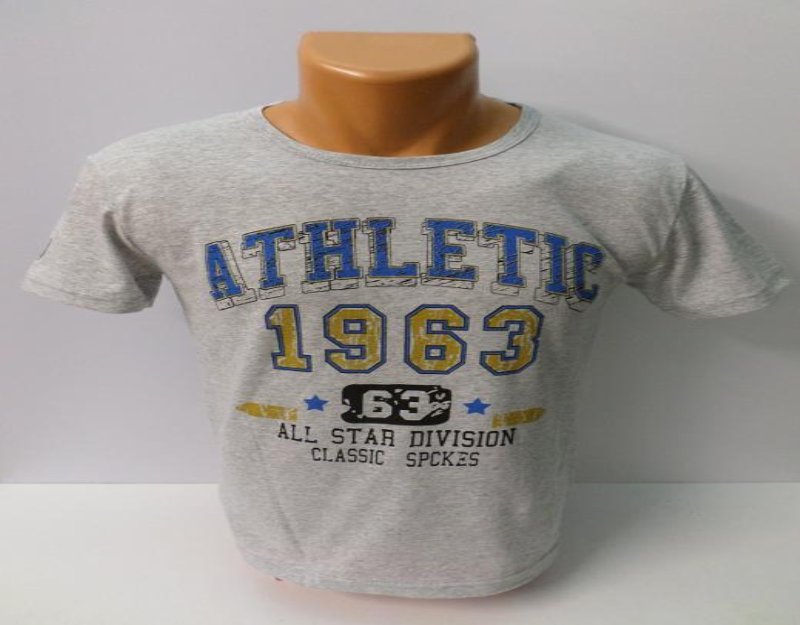 ATHLETIC
1963
63
ALL STAR DIVISION
CLASSIC SPCKES